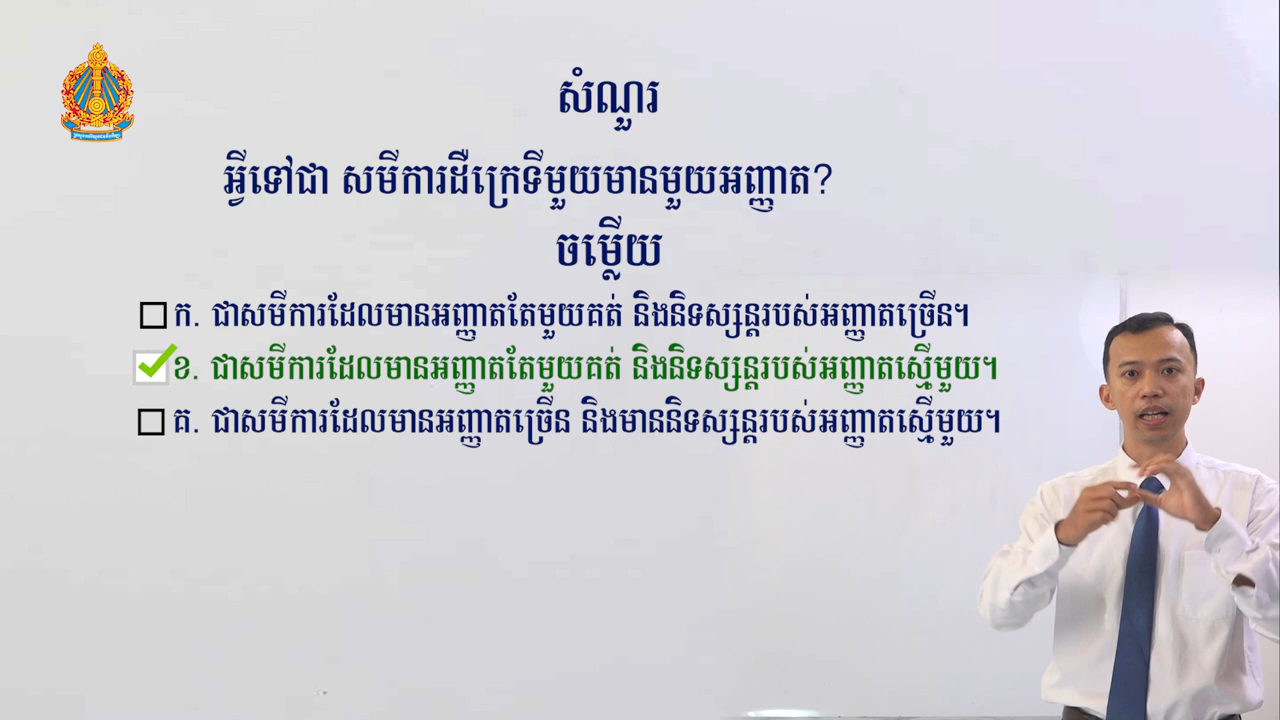 សំណួរ
អ្វីទៅជា សមីការដឺក្រេទីមួយមានមួយអញ្ញាត?
ចម្លើយ
ក. ជាសមីការដែលមានអញ្ញាតតែមួយគត់ និងនិទស្សន្តរបស់អញ្ញាតច្រើន។
ខ. ជាសមីការដែលមានអញ្ញាតតែមួយគត់ និងនិទស្សន្តរបស់អញ្ញាតស្មើមួយ។
គ. ជាសមីការដែលមានអញ្ញាតច្រើន និងមាននិទស្សន្តរបស់អញ្ញាតស្មើមួយ។